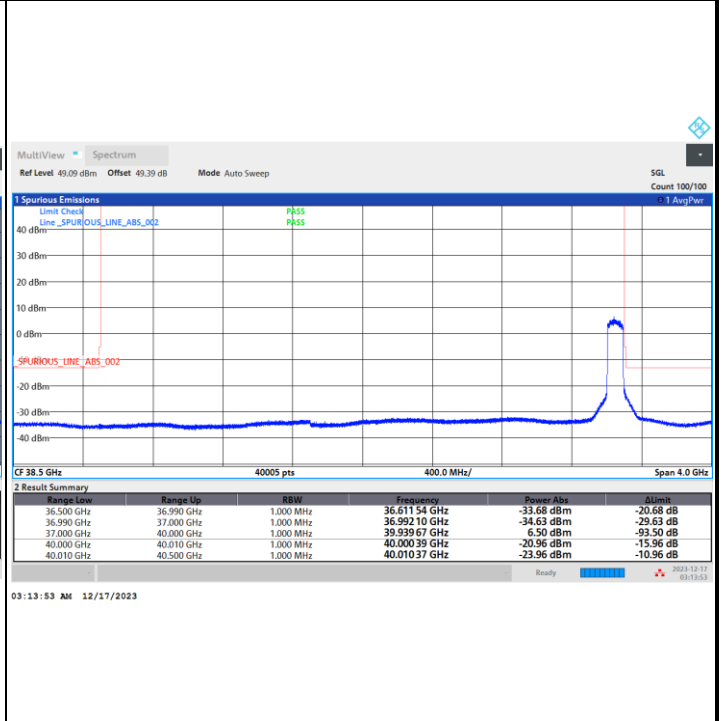 MultiView Spectrum
Ref Level 49.09 dBm Offset 49.39 dB Mode Auto Sweep SGL
Count 100/100
1 Spurious Emissions 1 AvgPwr
Limit Check PASS
Line _SPURIOUS_LINE_ABS_002 PASS
40 dBm
30 dBm
20 dBm
10 dBm
0 dBm
_SPURIOUS_LINE_ABS_002
-20 dBm
-30 dBm
-40 dBm
CF 38.5 GHz 40005 pts 400.0 MHz/ Span 4.0 GHz
2 Result Summary
Range Low Range Up RBW Frequency Power Abs ΔLimit
36.500 GHz 36.990 GHz 1.000 MHz 36.611 54 GHz -33.68 dBm -20.68 dB
36.990 GHz 37.000 GHz 1.000 MHz 36.992 10 GHz -34.63 dBm -29.63 dB
37.000 GHz 40.000 GHz 1.000 MHz 39.939 67 GHz 6.50 dBm -93.50 dB
40.000 GHz 40.010 GHz 1.000 MHz 40.000 39 GHz -20.96 dBm -15.96 dB
40.010 GHz 40.500 GHz 1.000 MHz 40.010 37 GHz -23.96 dBm -10.96 dB
Ready 2023-12-17
03:13:53
03:13:53 AM 12/17/2023